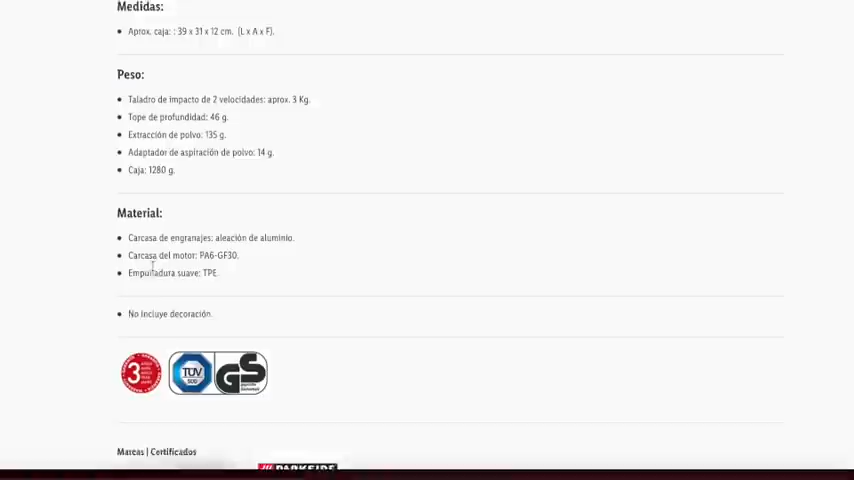 Medidas:
Aprox. caja: : 39 x 31 x 12 cm. (L x A x F).
Peso:
Taladro de impacto de 2 velocidades: aprox. 3 Kg.
Tope de profundidad: 46 g.
Extracción de polvo: 135 g.
Adaptador de aspiración de polvo: 14 g.
Caja: 1280 g.
Material:
Carcasa de engranajes: aleación de aluminio.
Carcasa del motor: PA6-GF30.
Empuñadura suave: TPE.
No incluye decoración.
3
TÜV
SÜD
GS
Marcas | Certificados
PARKSIDE